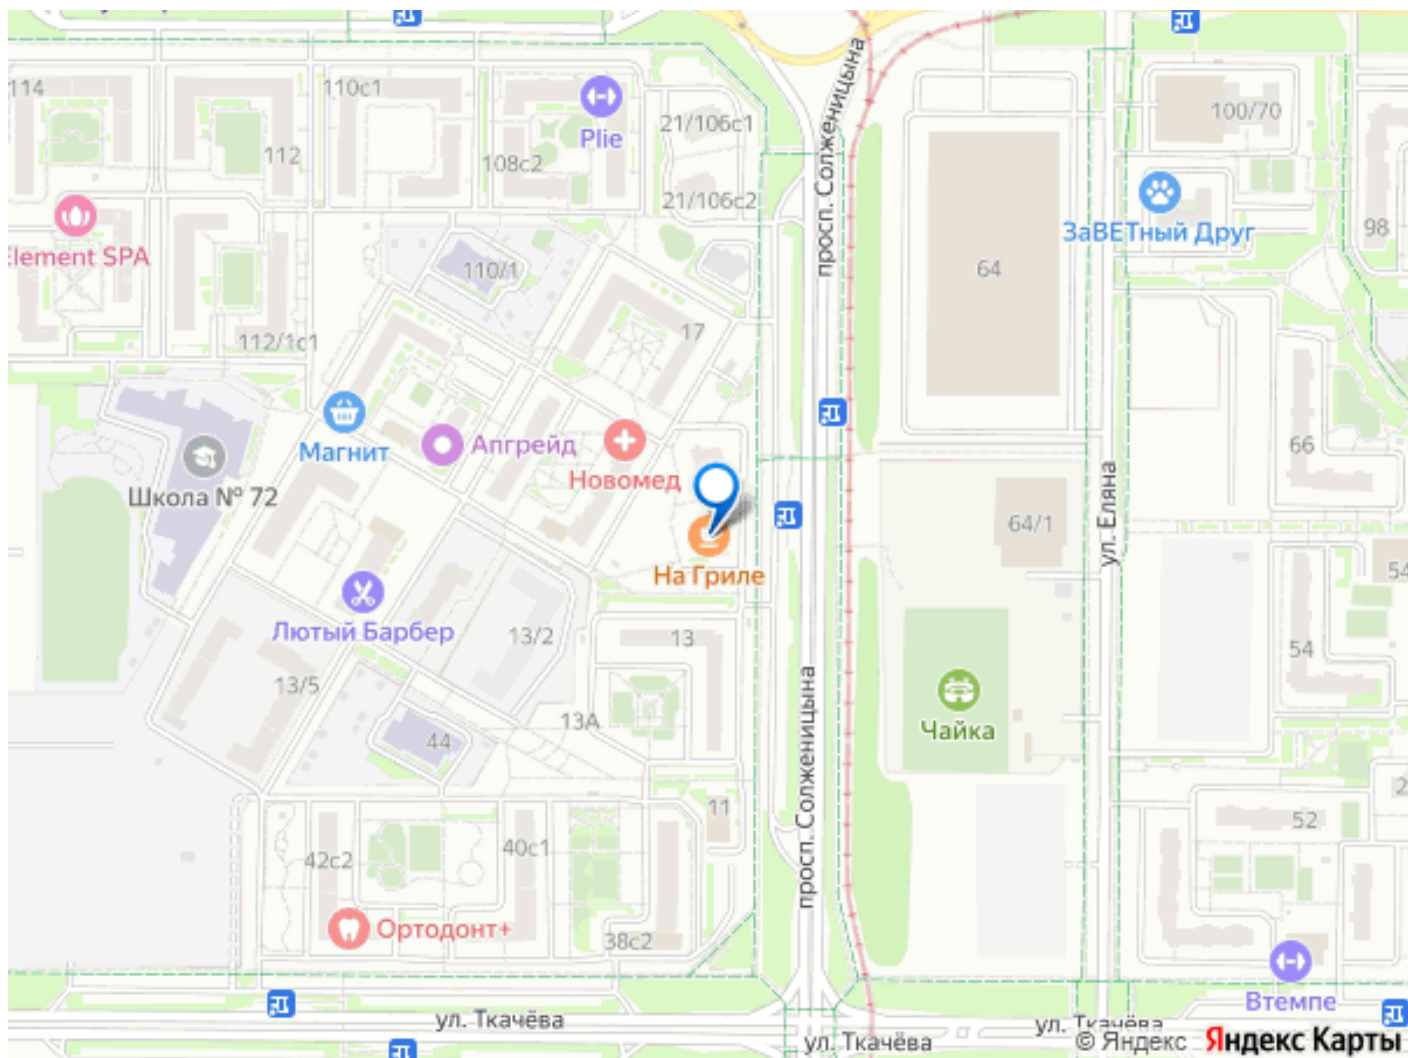 114
110с1
Plie
21/106с1
просп. Солженицына
100/70
112
108с2
21/106с2
ЗаВЕТный Друг
98
Element SPA
110/1
64
17
112/1с1
Магнит
Апгрейд
Новомед
66
Школа № 72
64/1
ул. Еляна
На Гриле
54
Лютый Барбер
13/2
13
54
13/5
13А
Чайка
44
просп. Солженицына
11
52
2
42с2
40с1
Ортодонт+
38с2
Втемпе
ул. Ткачёва
ул. Ткачёва
ул. Ткачёва
© Яндекс Яндекс Карты